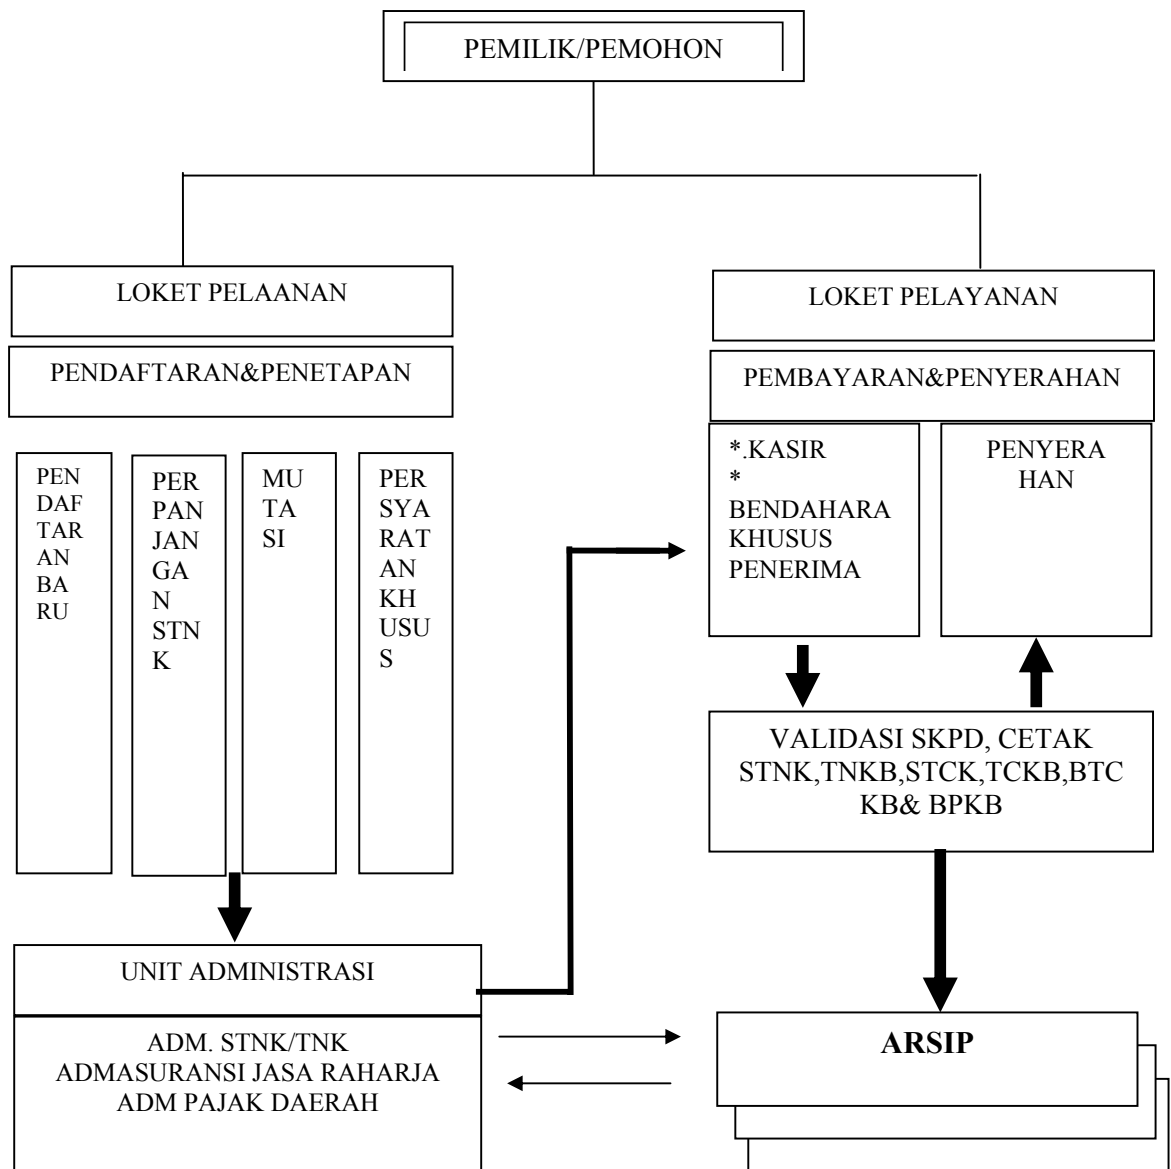 PEMILIK/PEMOHON
LOKET PELAANAN
PENDAFTARAN&PENETAPAN
PEN
DAF
TAR
AN
BA
RU
PER
PAN
JAN
GA
N
STN
K
MU
TA
SI
PER
SYA
RAT
AN
KH
USU
S
UNIT ADMINISTRASI
ADM. STNK/TNK
ADMASURANSI JASA RAHARJA
ADM PAJAK DAERAH
LOKET PELAYANAN
PEMBAYARAN&PENYERAHAN
*.KASIR
*
BENDAHARA
KHUSUS
PENERIMA
PENYERA
HAN
VALIDASI SKPD, CETAK
STNK,TNKB,STCK,TCKB,BTC
KB& BPKB
ARSIP